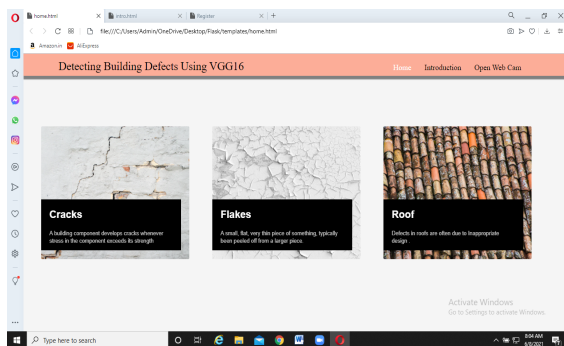 home.html
intro.html
Register
file:///C:/Users/Admin/OneDrive/Desktop/Flask/templates/home.html
Amazon.in
AliExpress
Detecting Building Defects Using VGG16
Home
Introduction
Open Web Cam
Cracks
A building component develops cracks whenever
stress in the component exceeds its strength
Flakes
A small, flat, very thin piece of something, typically
been peeled off from a larger piece.
Roof
Defects in roofs are often due to Inappropriate
design
Activate Windows
Go to Settings to activate Windows.
Type here to search
8:04 AM
6/6/2021